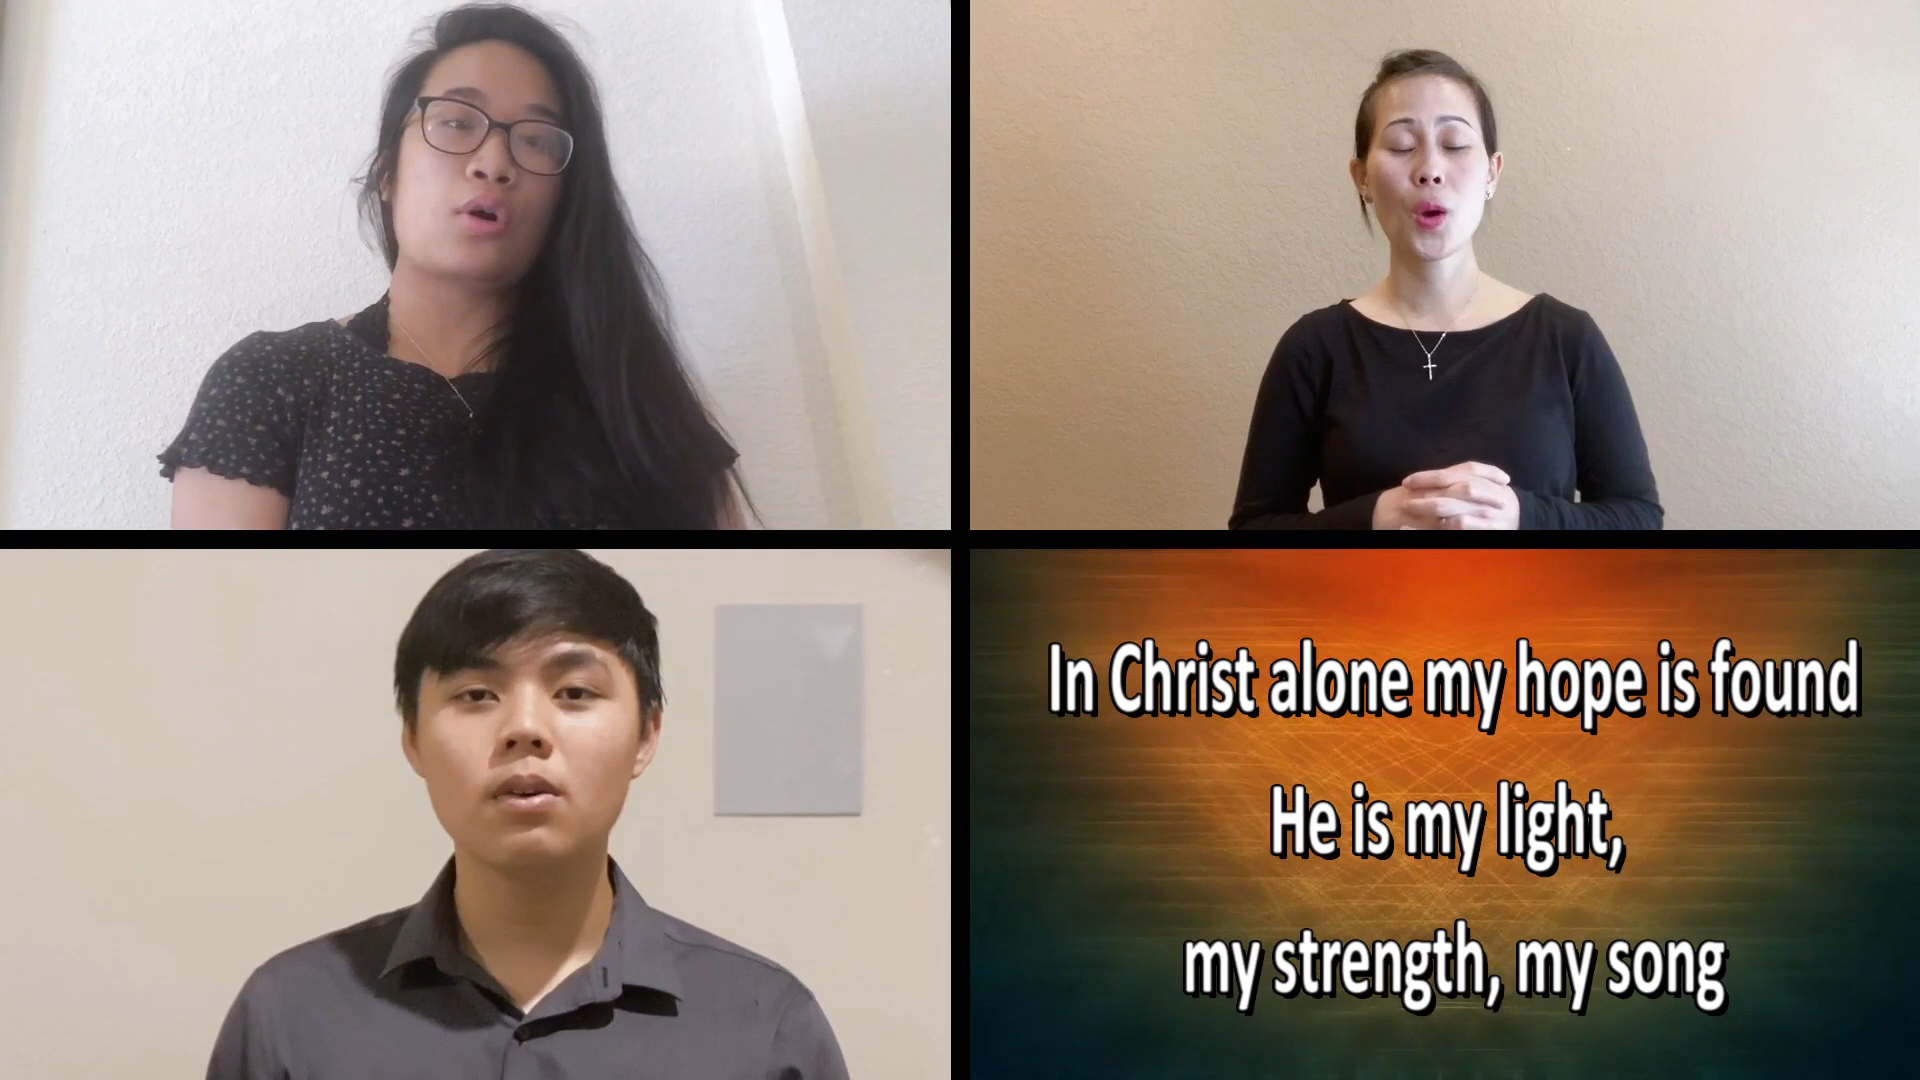 In Christ alone my hope is found
He is my light,
my strength, my song